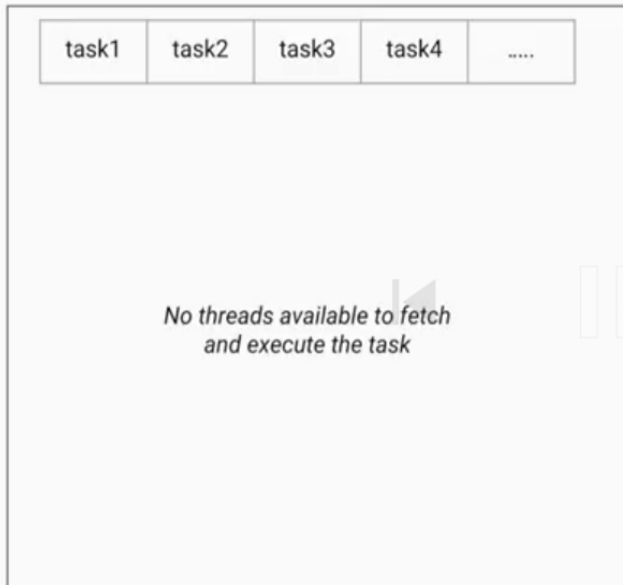 task1 task2 task3 task4 .....
No threads available to fetch
and execute the task